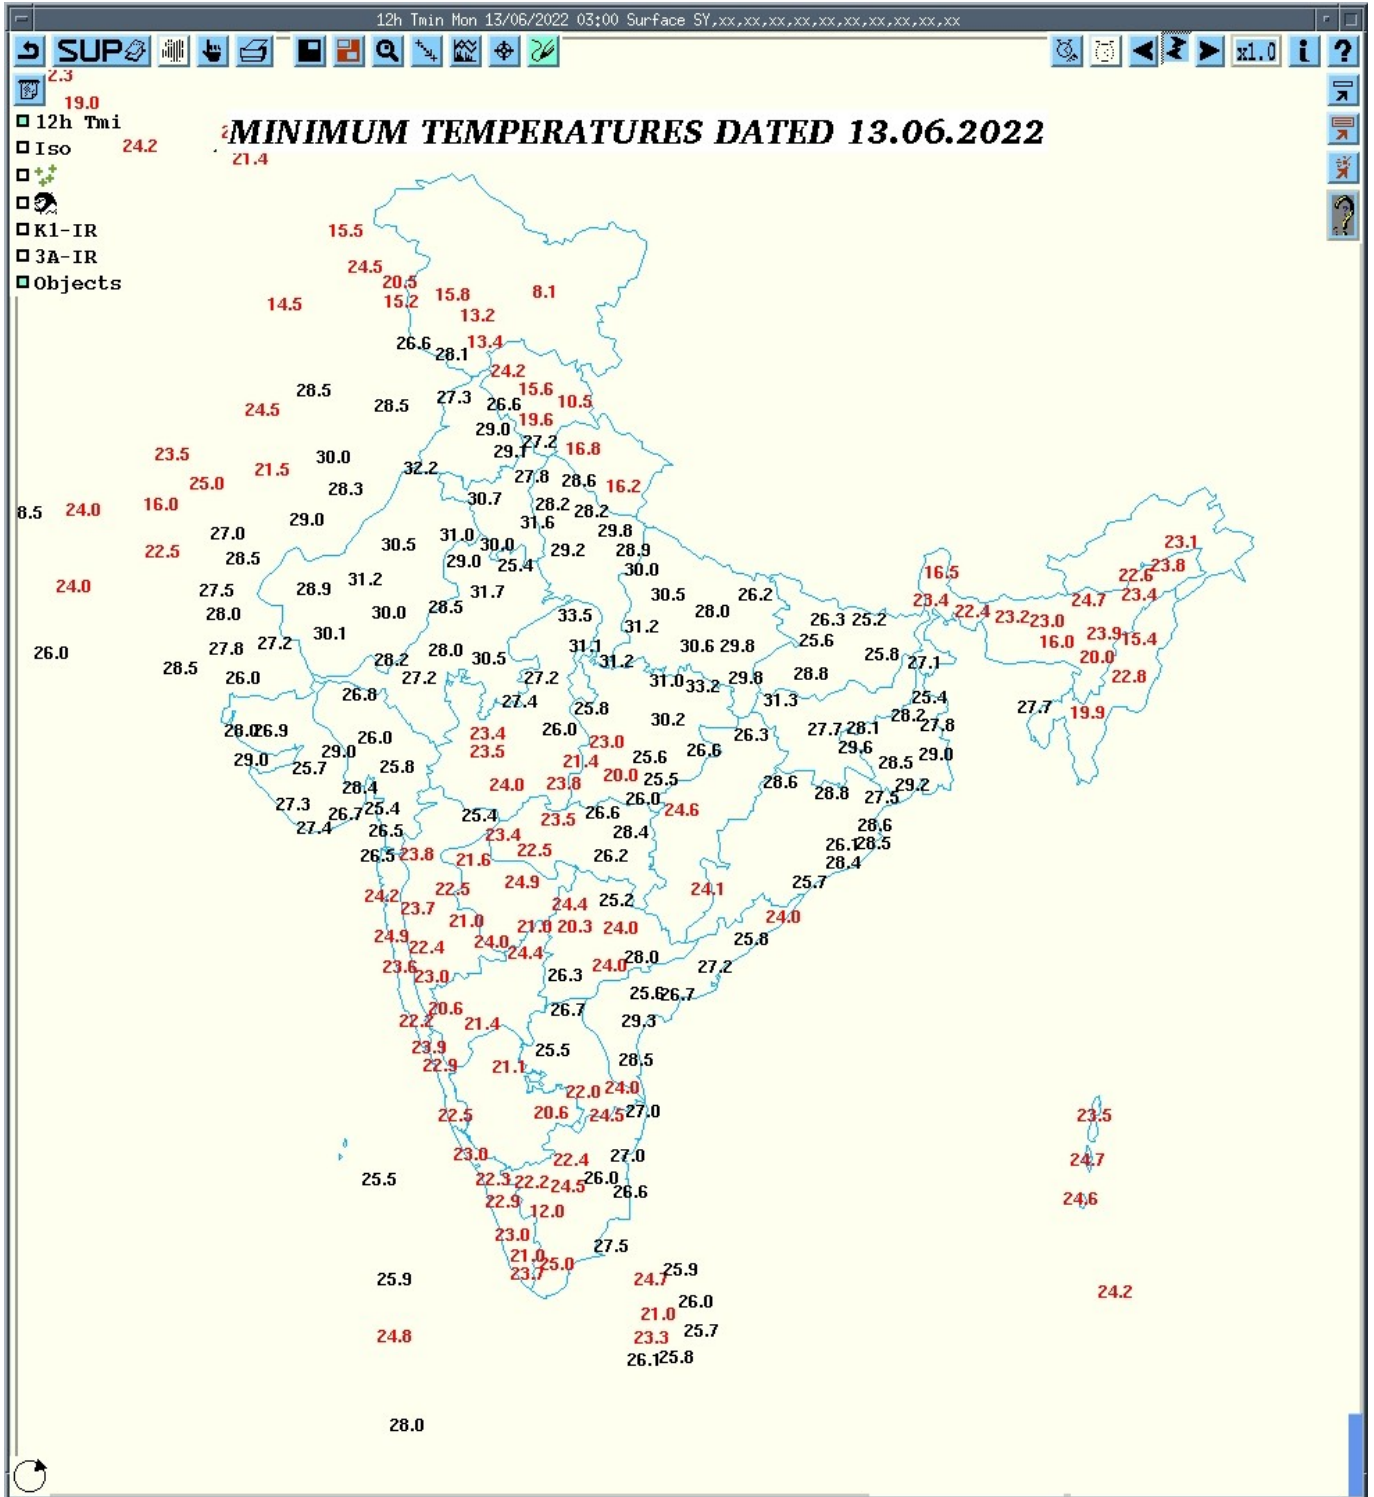 12h Tmin Mon 13/06/2022 03:00 Surface SY,xx,xx,xx,xx,xx,xx,xx,xx,xx,xx
SUP x1.0 i ?
2.3
19.0
12h Tmi
MINIMUM TEMPERATURES DATED 13.06.2022
Iso 24.2
21.4
K1-IR 15.5
3A-IR
24.5
Objects 20.5
15.8 8.1
14.5 15.2
13.2
26.6 13.4
28.1
24.2
28.5 15.6
27.3
24.5 28.5 26.6 10.5
19.6
29.0
27.2
23.5 30.0 29.1 16.8
21.5 32.2
25.0 28.3 27.8 28.6 16.2
16.0 30.7
8.5 24.0 28.2 28.2
29.0 31.6
27.0 31.0 29.8
30.5 30.0 23.1
22.5 28.5 29.2 28.9
29.0 25.4 30.0 16.5 22.6 23.8
24.0 27.5 28.9 31.2 31.7 30.5 26.2 23.4 24.7 23.4
28.0 30.0 28.5 33.5 28.0 26.3 25.2 22.4 23.2 23.0
30.1 31.2 25.6 16.0 23.9 15.4
26.0 27.8 27.2 28.0 31.1 30.6 29.8 25.8 20.0
28.5 28.2 30.5 31.2 27.1
26.0 27.2 27.2 31.0 33.2 29.8 28.8 22.8
26.8 27.4 25.8 31.3 25.4 27.7 19.9
28.0 26.9 23.4 26.0 30.2 26.3 27.7 28.1 28.2 27.8
26.0 23.0
29.0 29.0 23.5 21.4 25.6 26.6 29.6 28.5 29.0
25.7 25.8 20.0 25.5
28.4 24.0 23.8 28.6 28.8 29.2
27.3 26.7 25.4 25.4 26.0 24.6 27.5
27.4 26.5 23.5 26.6 28.6
23.4 28.4
26.5 23.8 21.6 22.5 26.2 26.1 28.5
28.4
24.2 22.5 24.9 24.1 25.7
23.7 24.4 25.2
21.0 21.0 20.3 24.0 24.0
24.9 22.4 24.0 25.8
24.4 28.0
23.6 23.0 26.3 24.0 27.2
25.6 26.7
20.6 26.7
22.2 21.4 29.3
23.9 25.5
22.9 21.1 28.5
22.0 24.0
22.5 20.6 24.5 27.0 23.5
23.0 22.4 27.0 24.7
25.5 22.3 22.2 24.5 26.0
26.6
22.9 12.0 24.6
23.0 27.5
21.0 25.0
23.7
25.9 24.7 25.9
24.2
21.0 26.0
24.8 23.3 25.7
26.1 25.8
28.0